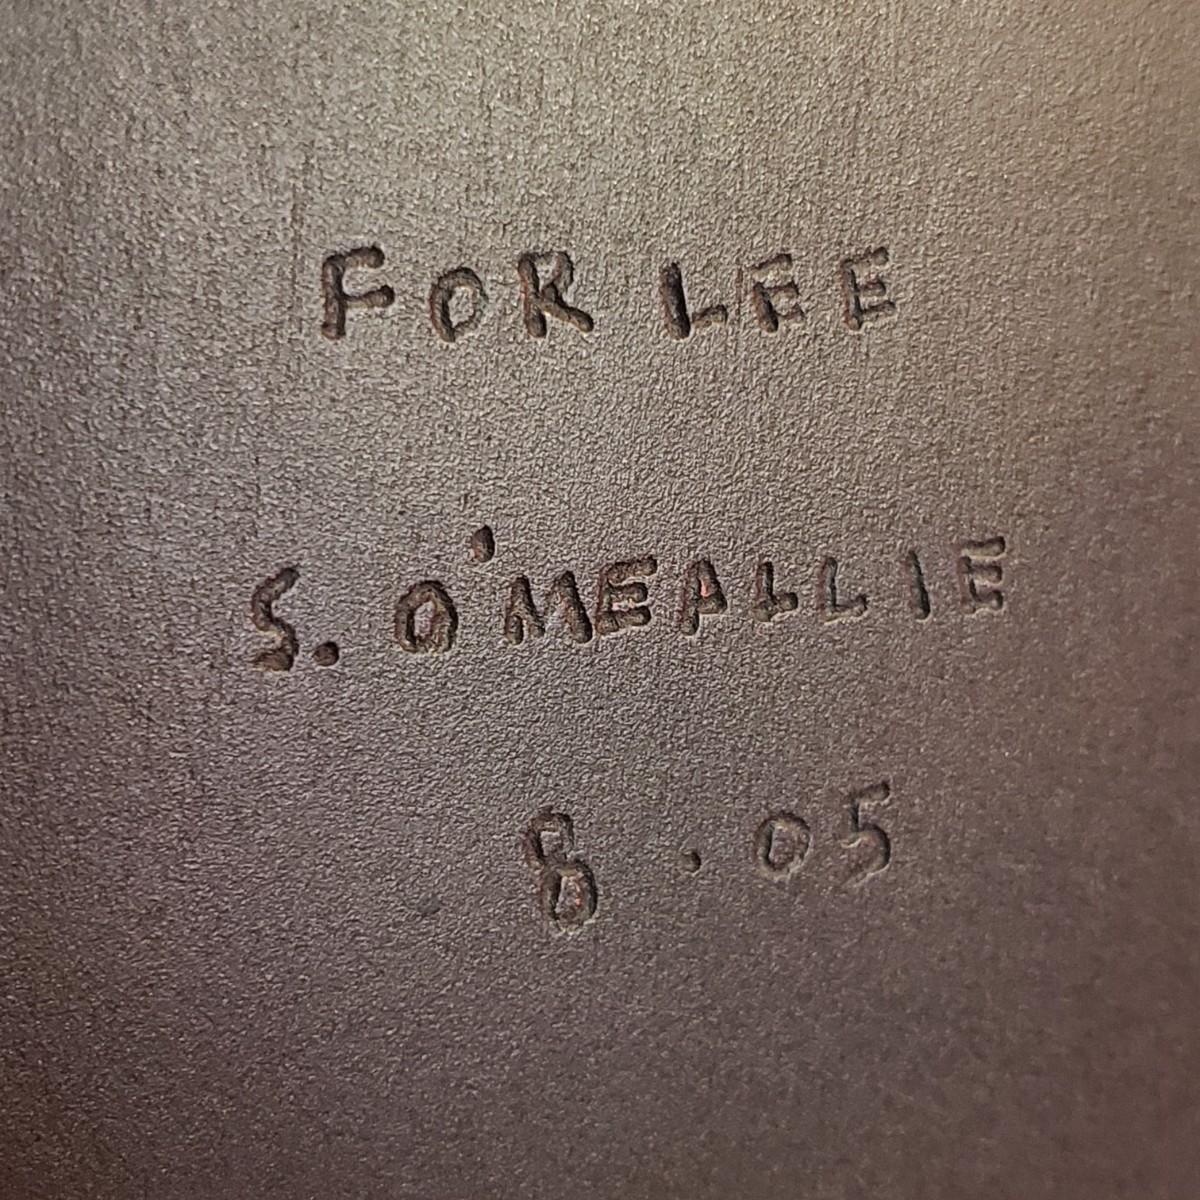 FOR LEE
S. O'MEALLIE
8.05